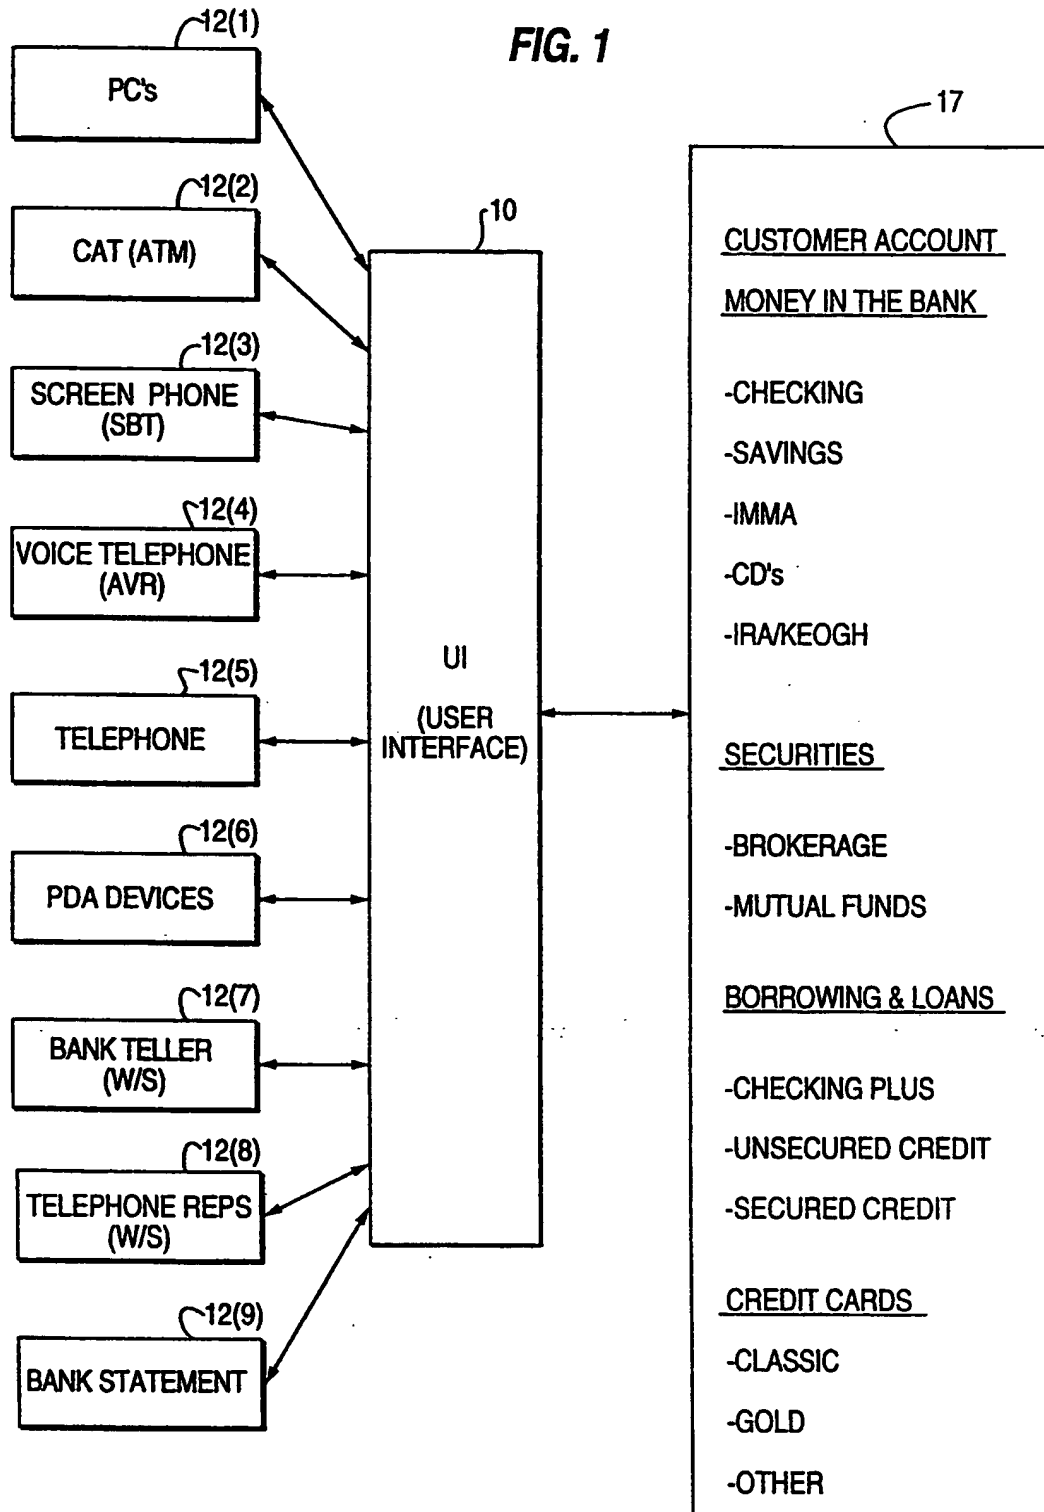 FIG. 1
12(1)
PC's
12(2)
CAT (ATM)
12(3)
SCREEN PHONE
(SBT)
12(4)
VOICE TELEPHONE
(AVR)
12(5)
TELEPHONE
12(6)
PDA DEVICES
12(7)
BANK TELLER
(W/S)
12(8)
TELEPHONE REPS
(W/S)
12(9)
BANK STATEMENT
10
UI
(USER
INTERFACE)
17
CUSTOMER ACCOUNT
MONEY IN THE BANK
-CHECKING
-SAVINGS
-IMMA
-CD's
-IRA/KEOGH
SECURITIES
-BROKERAGE
-MUTUAL FUNDS
BORROWING & LOANS
-CHECKING PLUS
-UNSECURED CREDIT
-SECURED CREDIT
CREDIT CARDS
-CLASSIC
-GOLD
-OTHER